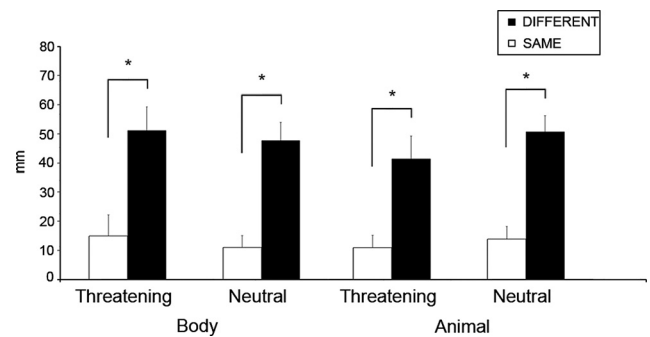 DIFFERENT
SAME
80
70
60
50
40
30
20
10
0
mm
*
*
*
*
Threatening Neutral Threatening Neutral
Body Animal